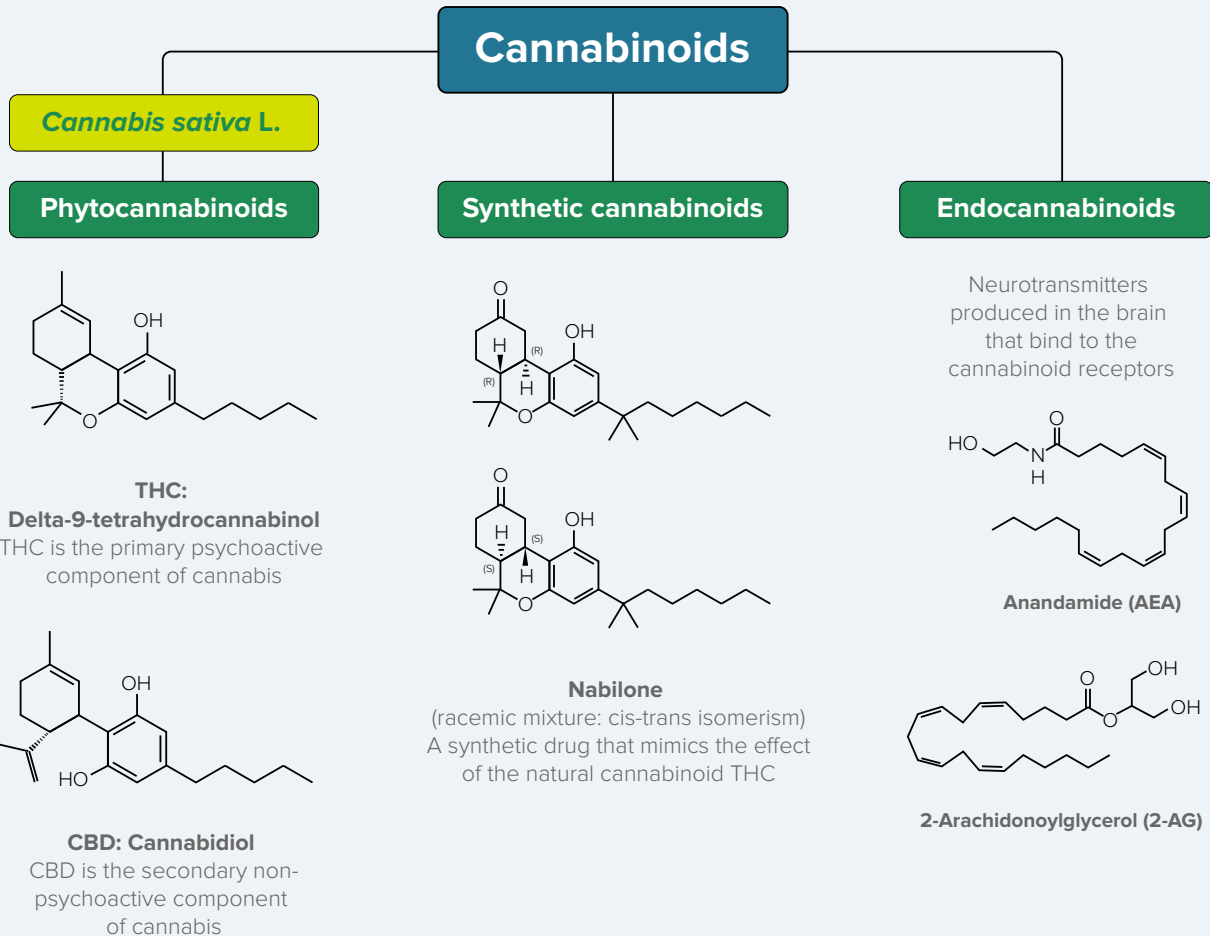 Cannabinoids
Cannabis sativa L.
Phytocannabinoids
OH
O
THC:
Delta-9-tetrahydrocannabinol
THC is the primary psychoactive
component of cannabis
OH
HO
CBD: Cannabidiol
CBD is the secondary non-
psychoactive component
of cannabis
Synthetic cannabinoids
O
OH
H
(R)
(R)
H
O
O
OH
H
(S)
(S)
H
O
Nabilone
(racemic mixture: cis-trans isomerism)
A synthetic drug that mimics the effect
of the natural cannabinoid THC
Endocannabinoids
Neurotransmitters
produced in the brain
that bind to the
cannabinoid receptors
O
HO
N
H
Anandamide (AEA)
O
OH
O
OH
2-Arachidonoylglycerol (2-AG)